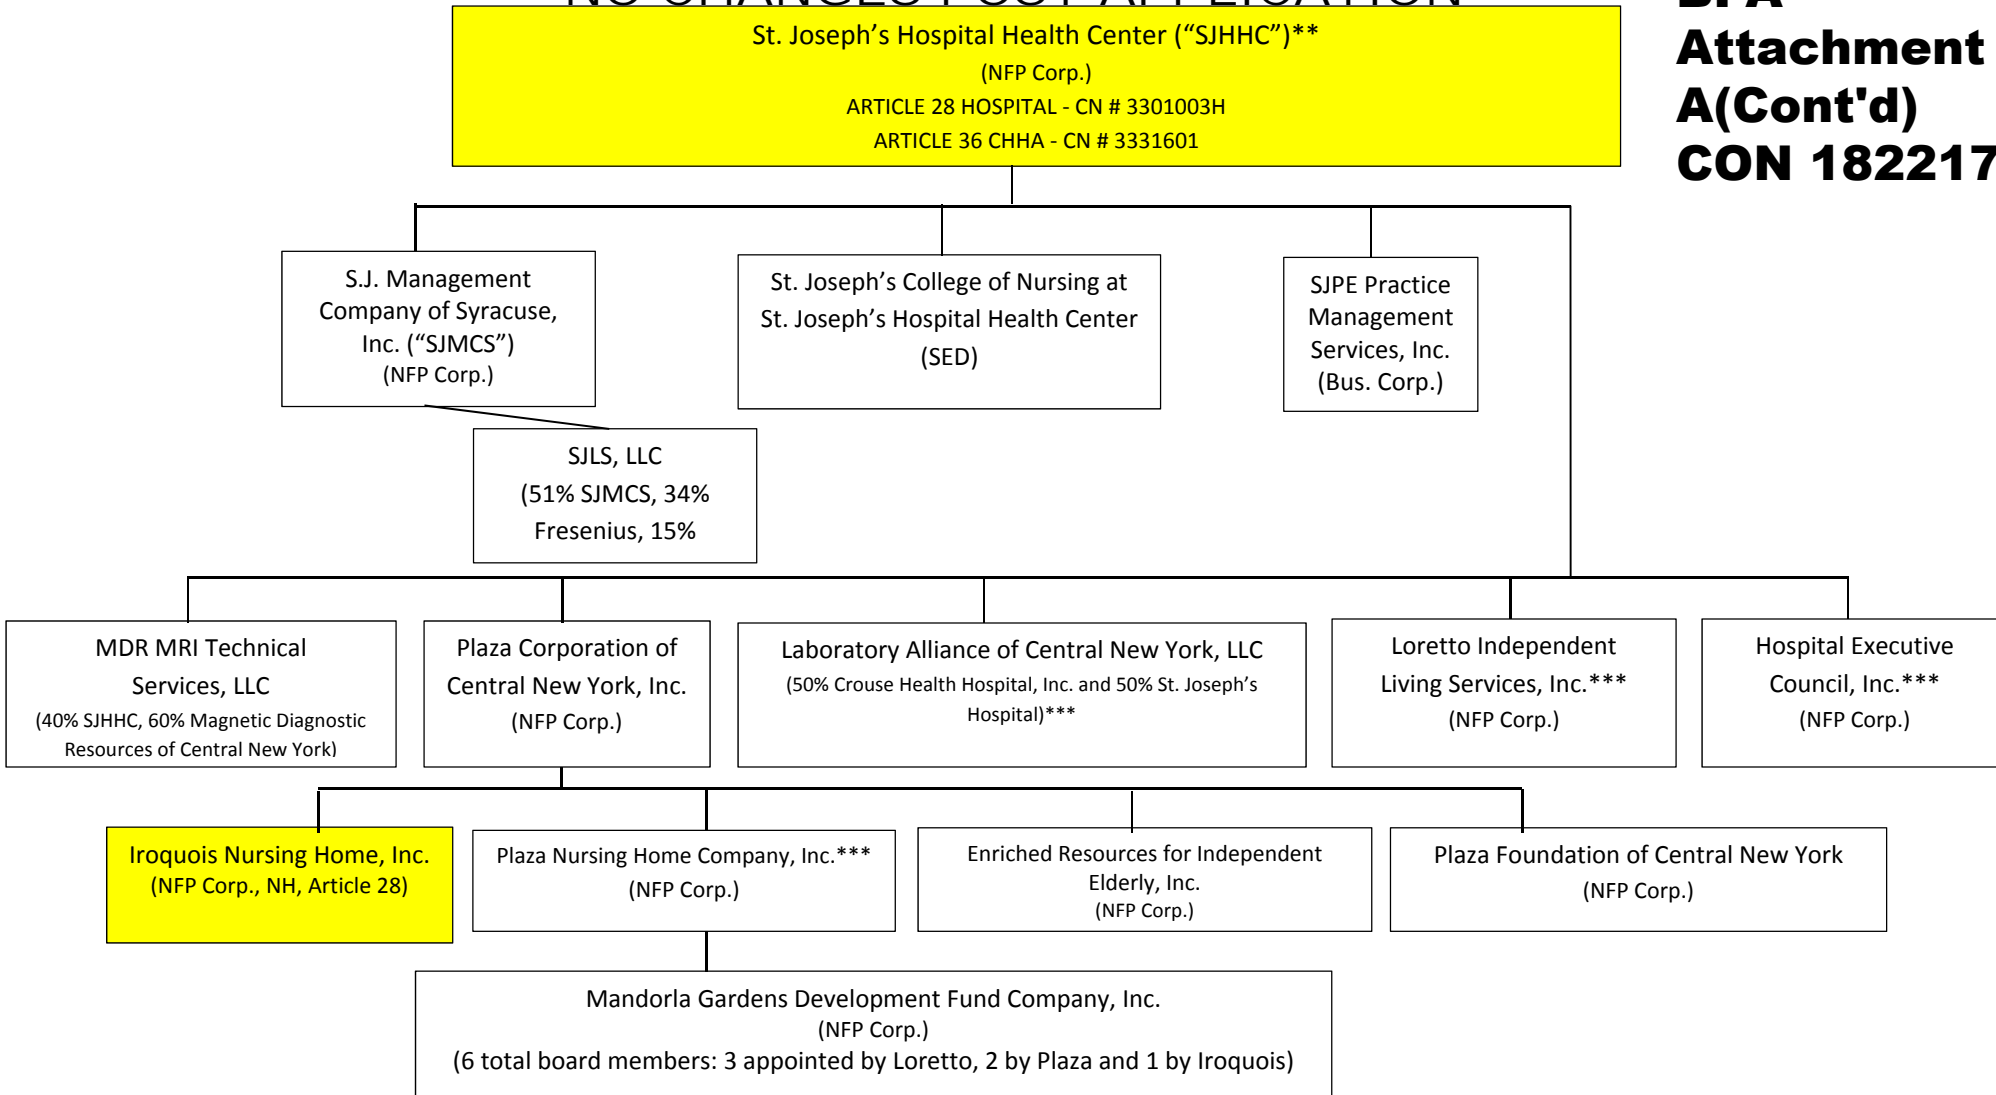 NO CHANGES POST APPLICATION
BFA
Attachment
A(Cont'd)
CON 182217
St. Joseph’s Hospital Health Center (“SJHHC”)**
(NFP Corp.)
ARTICLE 28 HOSPITAL - CN # 3301003H
ARTICLE 36 CHHA - CN # 3331601
S.J. Management
Company of Syracuse,
Inc. (“SJMCS”)
(NFP Corp.)
St. Joseph’s College of Nursing at
St. Joseph’s Hospital Health Center
(SED)
SJPE Practice
Management
Services, Inc.
(Bus. Corp.)
SJLS, LLC
(51% SJMCS, 34%
Fresenius, 15%
MDR MRI Technical
Services, LLC
(40% SJHHC, 60% Magnetic Diagnostic
Resources of Central New York)
Plaza Corporation of
Central New York, Inc.
(NFP Corp.)
Laboratory Alliance of Central New York, LLC
(50% Crouse Health Hospital, Inc. and 50% St. Joseph’s
Hospital)***
Loretto Independent
Living Services, Inc.***
(NFP Corp.)
Hospital Executive
Council, Inc.***
(NFP Corp.)
Iroquois Nursing Home, Inc.
(NFP Corp., NH, Article 28)
Plaza Nursing Home Company, Inc.***
(NFP Corp.)
Enriched Resources for Independent
Elderly, Inc.
(NFP Corp.)
Plaza Foundation of Central New York
(NFP Corp.)
Mandorla Gardens Development Fund Company, Inc.
(NFP Corp.)
(6 total board members: 3 appointed by Loretto, 2 by Plaza and 1 by Iroquois)